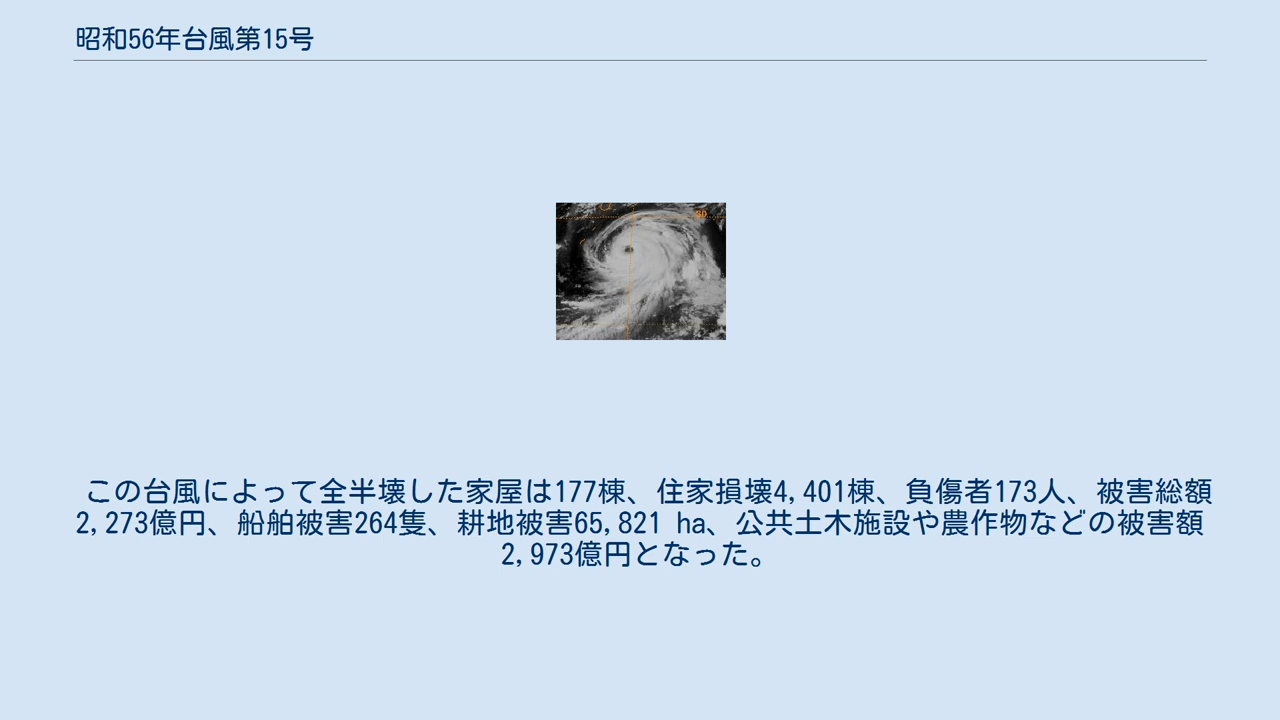 昭和56年台風第15号
この台風によって全半壊した家屋は177棟、住家損壊4,401棟、負傷者173人、被害総額
2,273億円、船舶被害264隻、耕地被害65,821 ha、公共土木施設や農作物などの被害額
2,973億円となった。